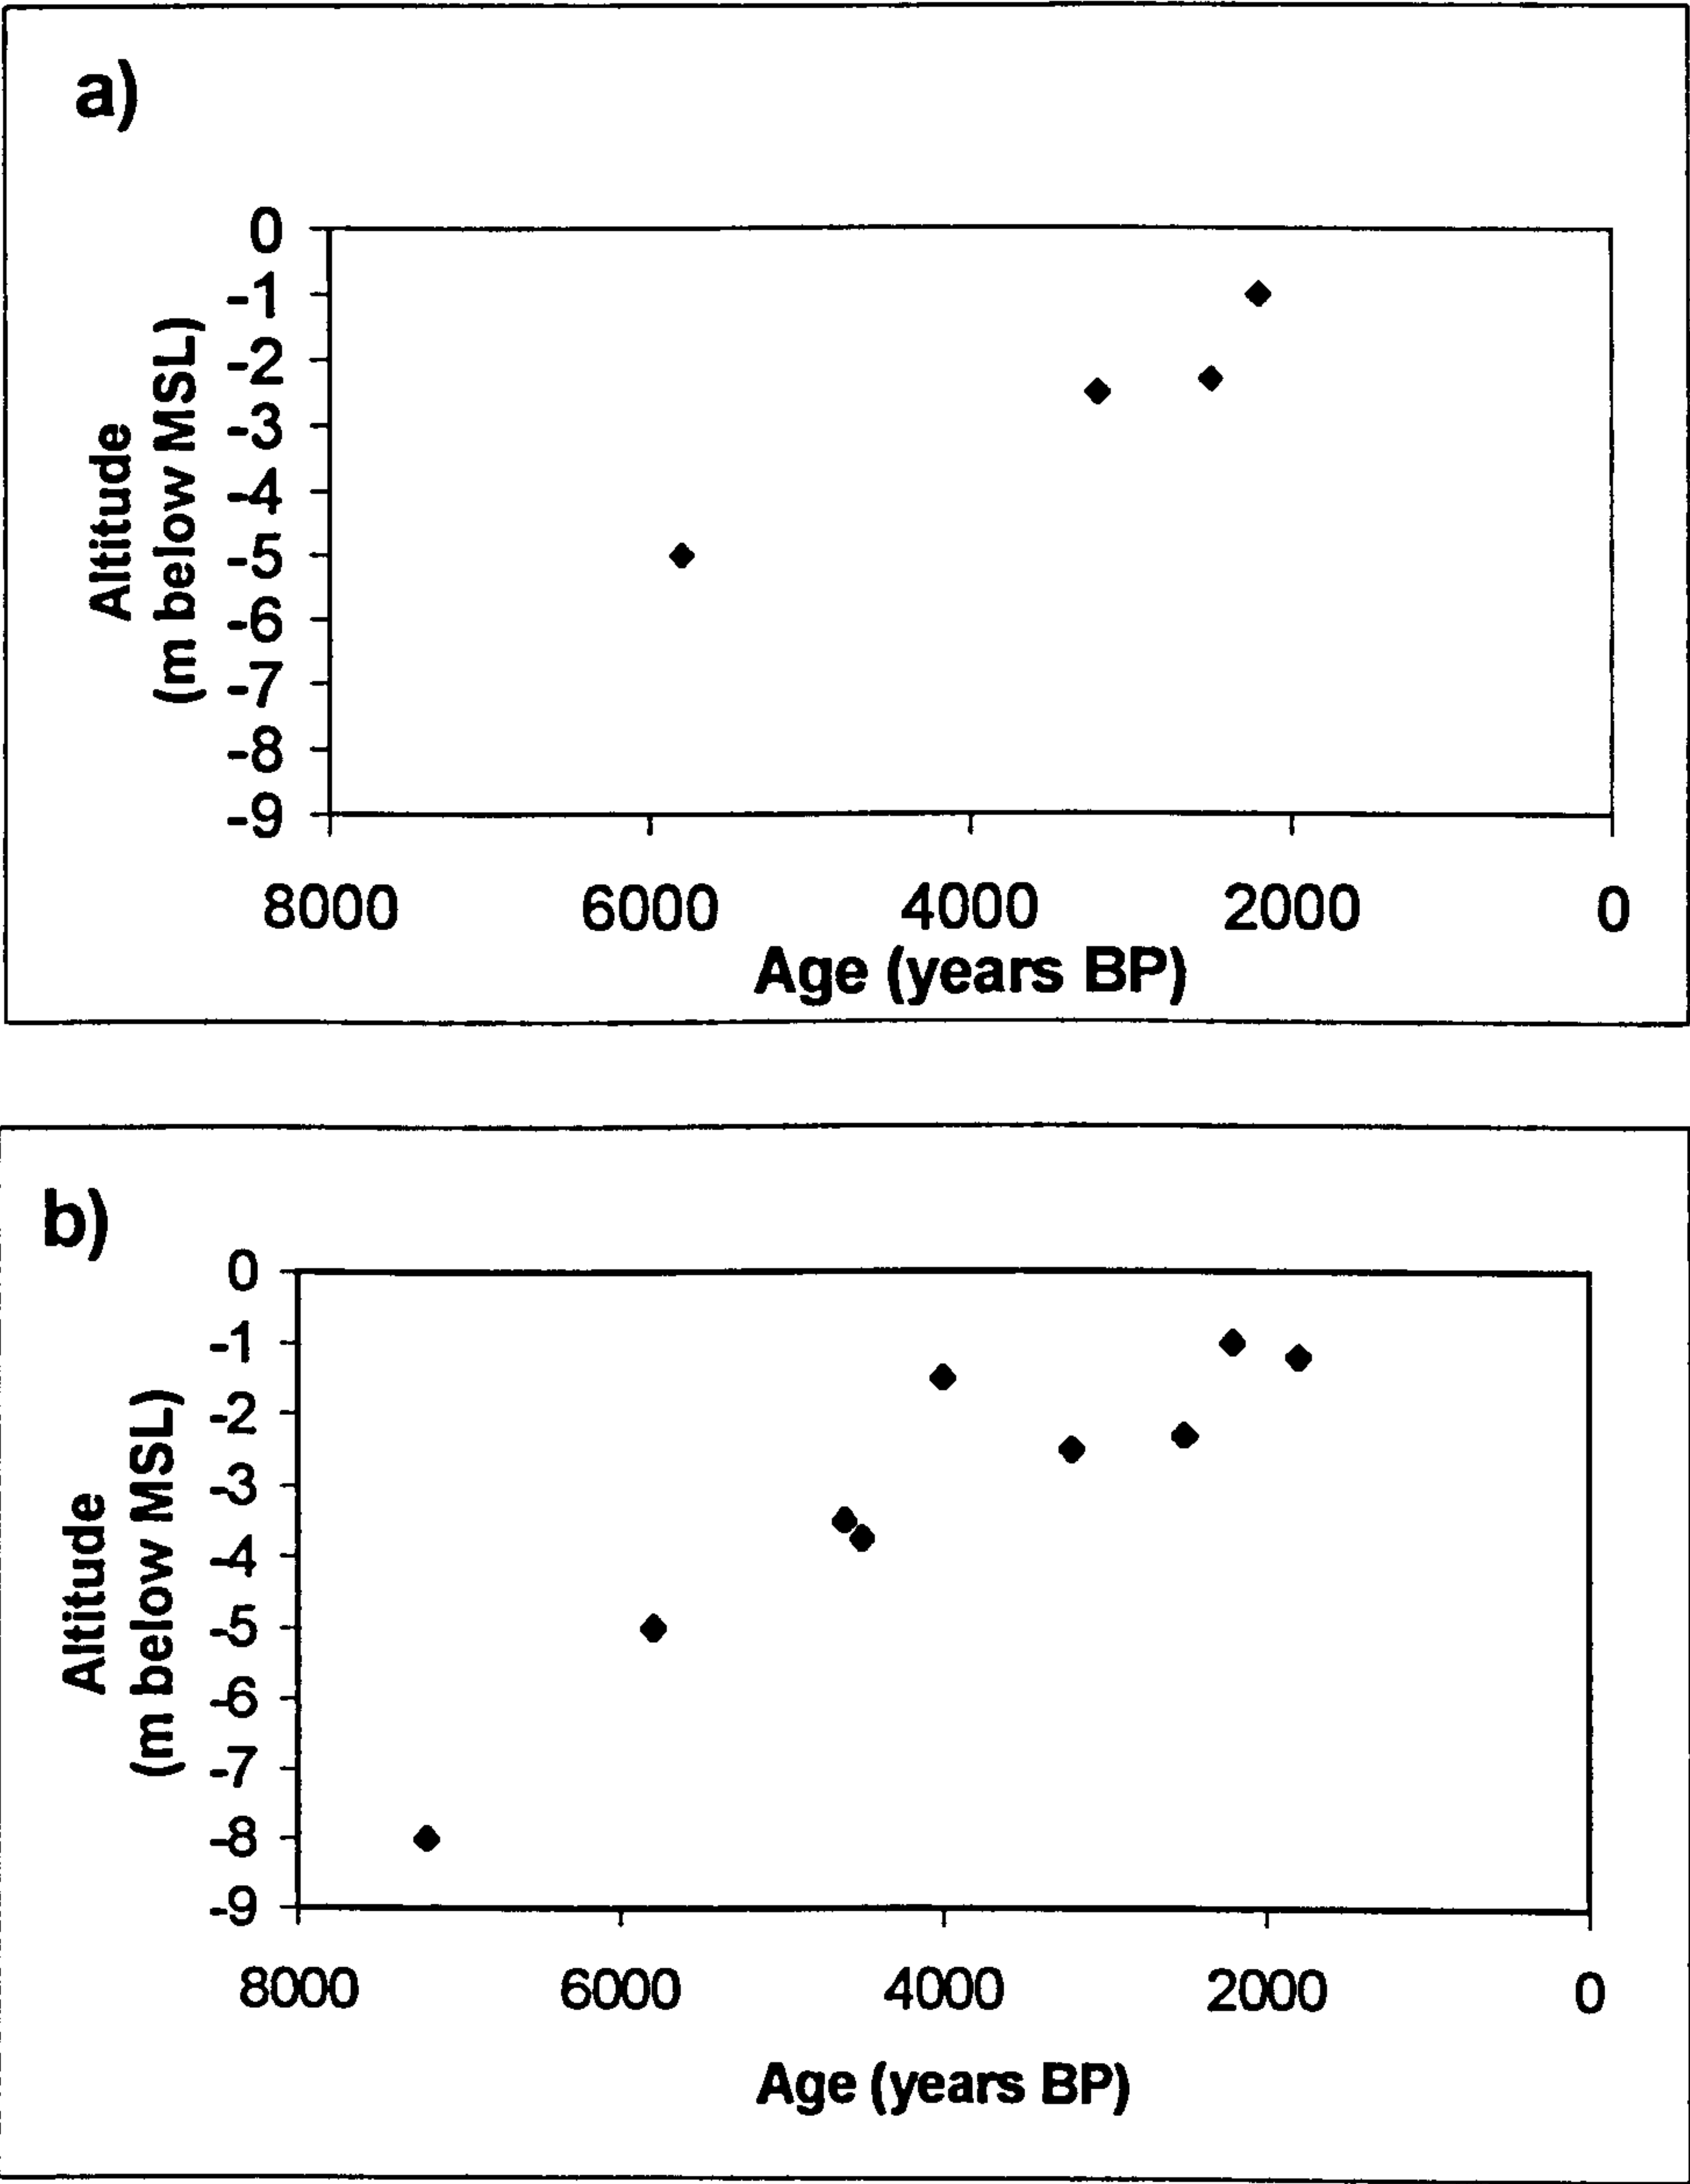 a)
0
-1
-2
-3
-4
-5
-6
-7
-8
-9
Altitude
(m below MSL)
8000 6000 4000 2000 0
Age (years BP)
b)
0
-1
-2
-3
-4
-5
-6
-7
-8
-9
Altitude
(m below MSL)
8000 6000 4000 2000 0
Age (years BP)